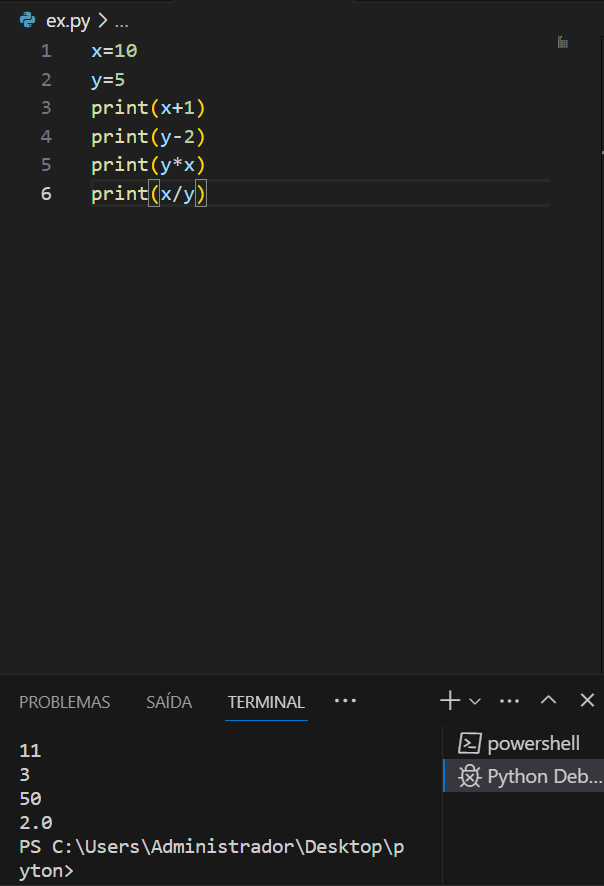 ex.py > ...
1 x=10
2 y=5
3 print(x+1)
4 print(y-2)
5 print(y*x)
6 print(x/y)
PROBLEMAS SAÍDA TERMINAL ...
11
3
50
2.0
PS C:\Users\Administrador\Desktop\p
yton>
powershell
Python Deb...